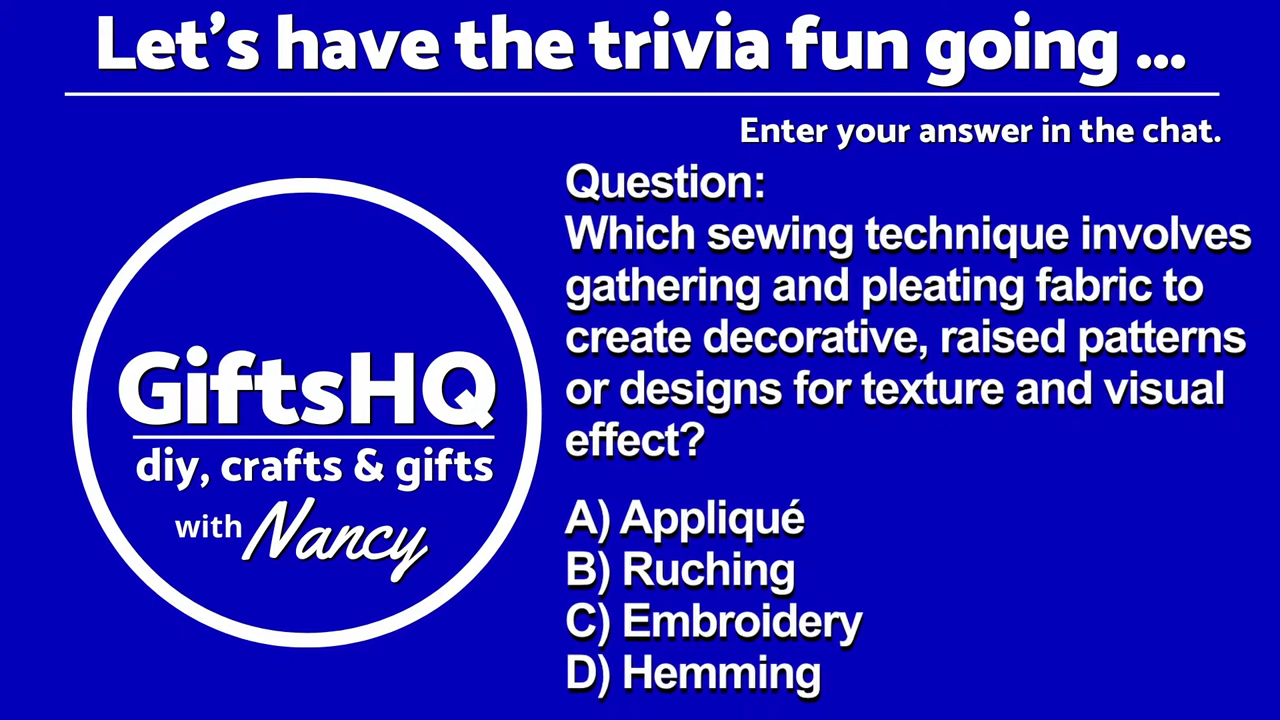 Let's have the trivia fun going ...
Enter your answer in the chat.
GiftsHQ
diy, crafts & gifts
with Nancy
Question:
Which sewing technique involves
gathering and pleating fabric to
create decorative, raised patterns
or designs for texture and visual
effect?
A) Appliqué
B) Ruching
C) Embroidery
D) Hemming